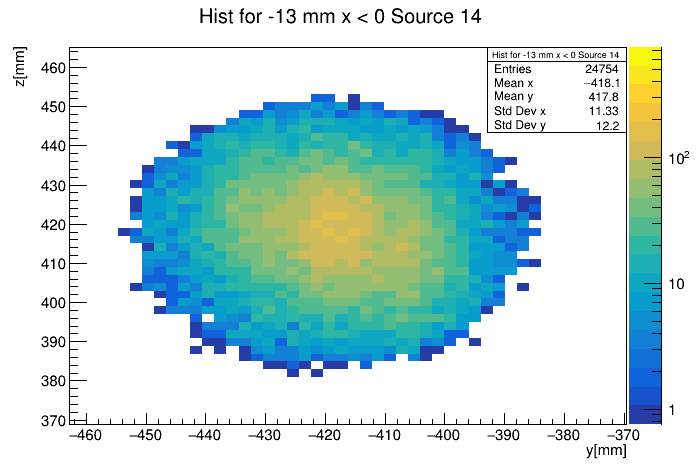 Hist for -13 mm x < 0 Source 14
z[mm]
460
450
440
430
420
410
400
390
380
370
Hist for -13 mm x < 0 Source 14
Entries 24754
Mean x −418.1
Mean y 417.8
Std Dev x 11.33
Std Dev y 12.2
10²
10
1
−460 −450 −440 −430 −420 −410 −400 −390 −380 −370
y[mm]